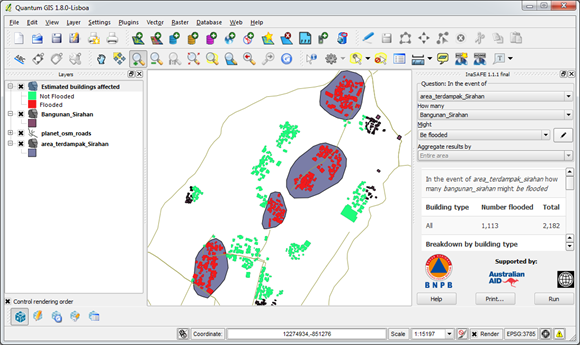 Quantum GIS 1.8.0-Lisboa
File Edit View Layer Settings Plugins Vector Raster Database Web Help
Layers
Estimated buildings affected
Not Flooded
Flooded
Bangunan_Sirahan
planet_osm_roads
area_terdampak_Sirahan
Control rendering order
InaSAFE 1.1.1 final
Question: In the event of
area_terdampak_Sirahan
How many
Bangunan_Sirahan
Might
Be flooded
Aggregate results by
Entire area
In the event of area_terdampak_Sirahan how
many bangunan_sirahan might be flooded
Building type Number flooded Total
All 1,113 2,182
Breakdown by building type
Supported by:
BNPB
Australian
AID
Help Print... Run
Coordinate: 12274934,-851276 Scale 1:15197 Render EPSG:3785